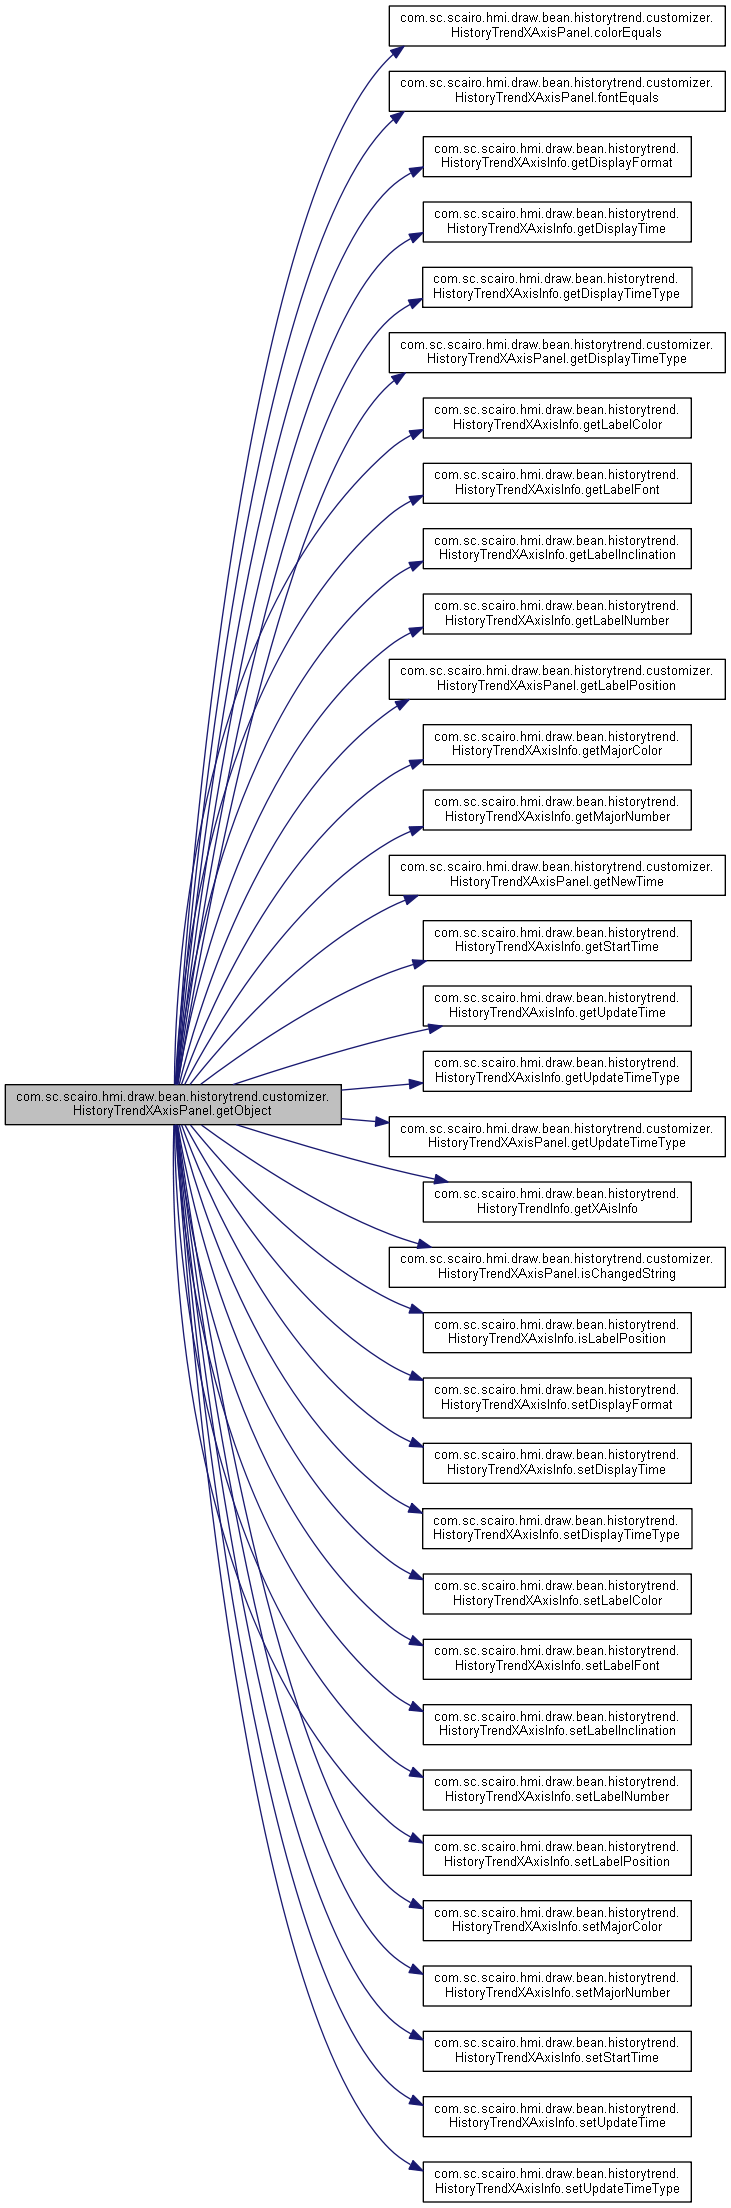 com.sc.scairo.hmi.draw.bean.historytrend.customizer.
HistoryTrendXAxisPanel.colorEquals
com.sc.scairo.hmi.draw.bean.historytrend.customizer.
HistoryTrendXAxisPanel.fontEquals
com.sc.scairo.hmi.draw.bean.historytrend.
HistoryTrendXAxisInfo.getDisplayFormat
com.sc.scairo.hmi.draw.bean.historytrend.
HistoryTrendXAxisInfo.getDisplayTime
com.sc.scairo.hmi.draw.bean.historytrend.
HistoryTrendXAxisInfo.getDisplayTimeType
com.sc.scairo.hmi.draw.bean.historytrend.customizer.
HistoryTrendXAxisPanel.getDisplayTimeType
com.sc.scairo.hmi.draw.bean.historytrend.
HistoryTrendXAxisInfo.getLabelColor
com.sc.scairo.hmi.draw.bean.historytrend.
HistoryTrendXAxisInfo.getLabelFont
com.sc.scairo.hmi.draw.bean.historytrend.
HistoryTrendXAxisInfo.getLabelInclination
com.sc.scairo.hmi.draw.bean.historytrend.
HistoryTrendXAxisInfo.getLabelNumber
com.sc.scairo.hmi.draw.bean.historytrend.customizer.
HistoryTrendXAxisPanel.getLabelPosition
com.sc.scairo.hmi.draw.bean.historytrend.
HistoryTrendXAxisInfo.getMajorColor
com.sc.scairo.hmi.draw.bean.historytrend.
HistoryTrendXAxisInfo.getMajorNumber
com.sc.scairo.hmi.draw.bean.historytrend.customizer.
HistoryTrendXAxisPanel.getNewTime
com.sc.scairo.hmi.draw.bean.historytrend.
HistoryTrendXAxisInfo.getStartTime
com.sc.scairo.hmi.draw.bean.historytrend.
HistoryTrendXAxisInfo.getUpdateTime
com.sc.scairo.hmi.draw.bean.historytrend.
HistoryTrendXAxisInfo.getUpdateTimeType
com.sc.scairo.hmi.draw.bean.historytrend.customizer.
HistoryTrendXAxisPanel.getObject
com.sc.scairo.hmi.draw.bean.historytrend.customizer.
HistoryTrendXAxisPanel.getUpdateTimeType
com.sc.scairo.hmi.draw.bean.historytrend.
HistoryTrendInfo.getXAisInfo
com.sc.scairo.hmi.draw.bean.historytrend.customizer.
HistoryTrendXAxisPanel.isChangedString
com.sc.scairo.hmi.draw.bean.historytrend.
HistoryTrendXAxisInfo.isLabelPosition
com.sc.scairo.hmi.draw.bean.historytrend.
HistoryTrendXAxisInfo.setDisplayFormat
com.sc.scairo.hmi.draw.bean.historytrend.
HistoryTrendXAxisInfo.setDisplayTime
com.sc.scairo.hmi.draw.bean.historytrend.
HistoryTrendXAxisInfo.setDisplayTimeType
com.sc.scairo.hmi.draw.bean.historytrend.
HistoryTrendXAxisInfo.setLabelColor
com.sc.scairo.hmi.draw.bean.historytrend.
HistoryTrendXAxisInfo.setLabelFont
com.sc.scairo.hmi.draw.bean.historytrend.
HistoryTrendXAxisInfo.setLabelInclination
com.sc.scairo.hmi.draw.bean.historytrend.
HistoryTrendXAxisInfo.setLabelNumber
com.sc.scairo.hmi.draw.bean.historytrend.
HistoryTrendXAxisInfo.setLabelPosition
com.sc.scairo.hmi.draw.bean.historytrend.
HistoryTrendXAxisInfo.setMajorColor
com.sc.scairo.hmi.draw.bean.historytrend.
HistoryTrendXAxisInfo.setMajorNumber
com.sc.scairo.hmi.draw.bean.historytrend.
HistoryTrendXAxisInfo.setStartTime
com.sc.scairo.hmi.draw.bean.historytrend.
HistoryTrendXAxisInfo.setUpdateTime
com.sc.scairo.hmi.draw.bean.historytrend.
HistoryTrendXAxisInfo.setUpdateTimeType